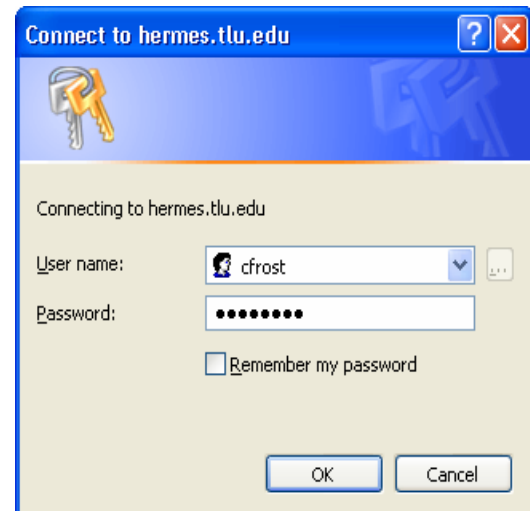 Connect to hermes.tlu.edu
Connecting to hermes.tlu.edu
User name: cfrost ...
Password: ●●●●●●●●
Remember my password
OK Cancel